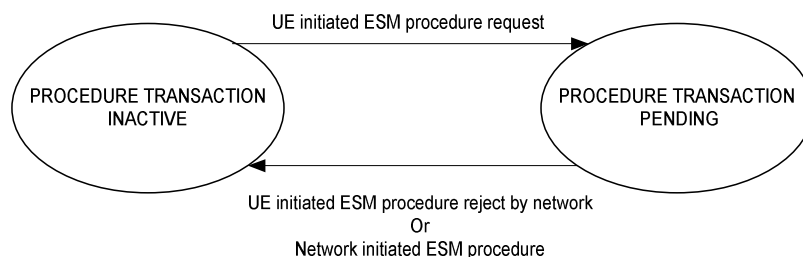 UE initiated ESM procedure request
PROCEDURE TRANSACTION
INACTIVE
PROCEDURE TRANSACTION
PENDING
UE initiated ESM procedure reject by network
Or
Network initiated ESM procedure